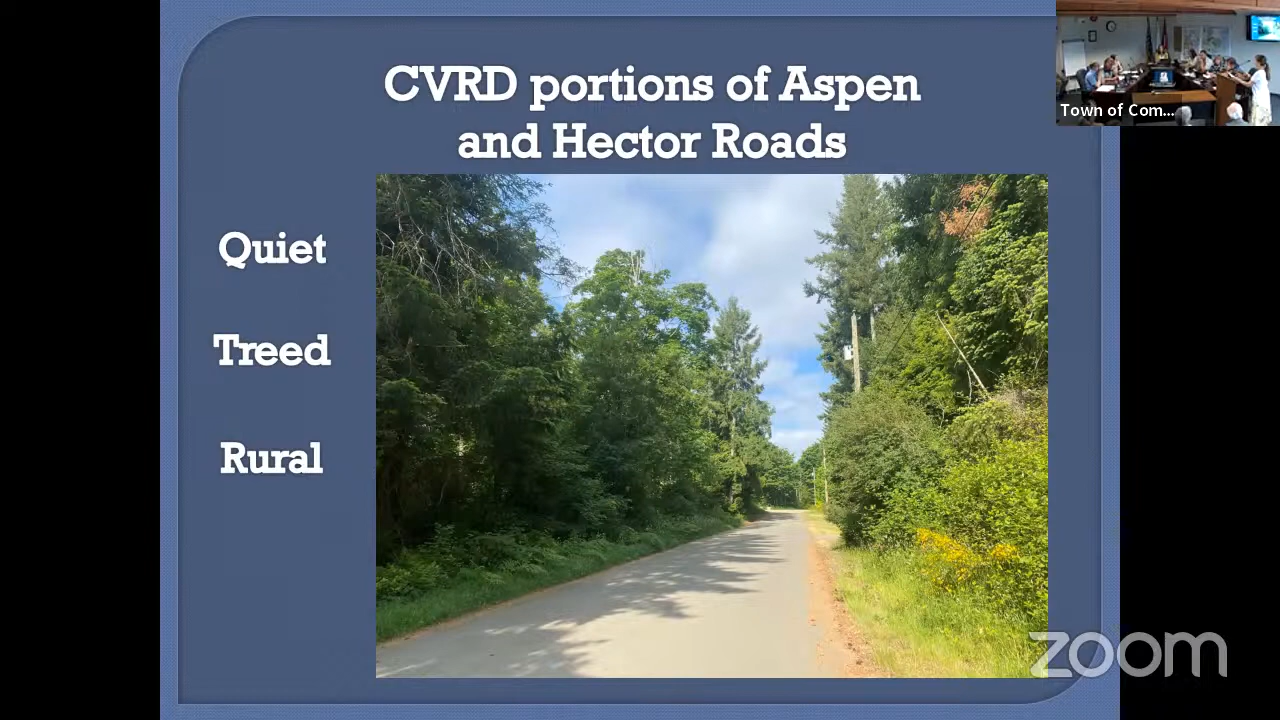 CVRD portions of Aspen
and Hector Roads
Town of Com...
Quiet
Treed
Rural
zoom